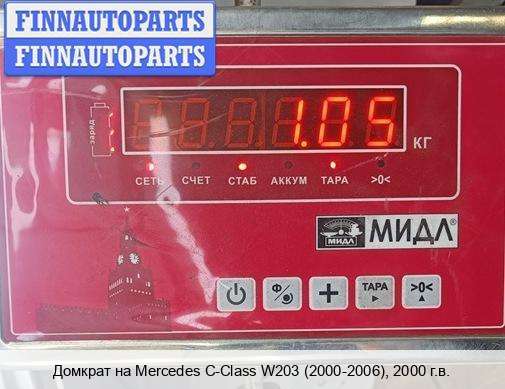 FINNAUTOPARTS
FINNAUTOPARTS
заряд
1.05 КГ
СЕТЬ СЧЕТ СТАБ АККУМ ТАРА >0<
МИДЛ МИДЛ®
Ф/ + ТАРА >0<
Домкрат на Mercedes C-Class W203 (2000-2006), 2000 г.в.